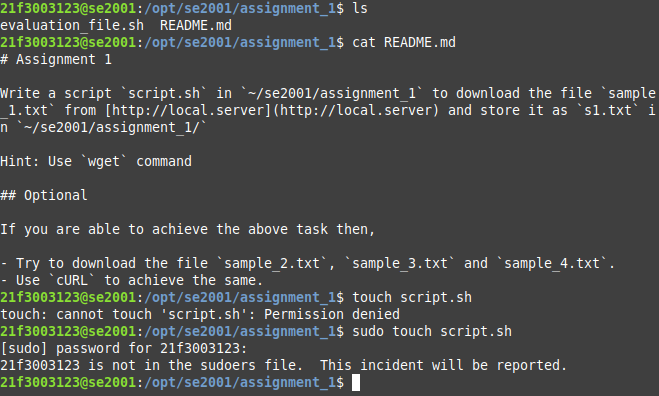 21f3003123@se2001:/opt/se2001/assignment_1$ ls
evaluation_file.sh  README.md
21f3003123@se2001:/opt/se2001/assignment_1$ cat README.md
# Assignment 1
Write a script `script.sh` in `~/se2001/assignment_1` to download the file `sample
_1.txt` from [http://local.server](http://local.server) and store it as `s1.txt` i
n `~/se2001/assignment_1/`
Hint: Use `wget` command
## Optional
If you are able to achieve the above task then,
- Try to download the file `sample_2.txt`, `sample_3.txt` and `sample_4.txt`.
- Use `cURL` to achieve the same.
21f3003123@se2001:/opt/se2001/assignment_1$ touch script.sh
touch: cannot touch 'script.sh': Permission denied
21f3003123@se2001:/opt/se2001/assignment_1$ sudo touch script.sh
[sudo] password for 21f3003123:
21f3003123 is not in the sudoers file.  This incident will be reported.
21f3003123@se2001:/opt/se2001/assignment_1$